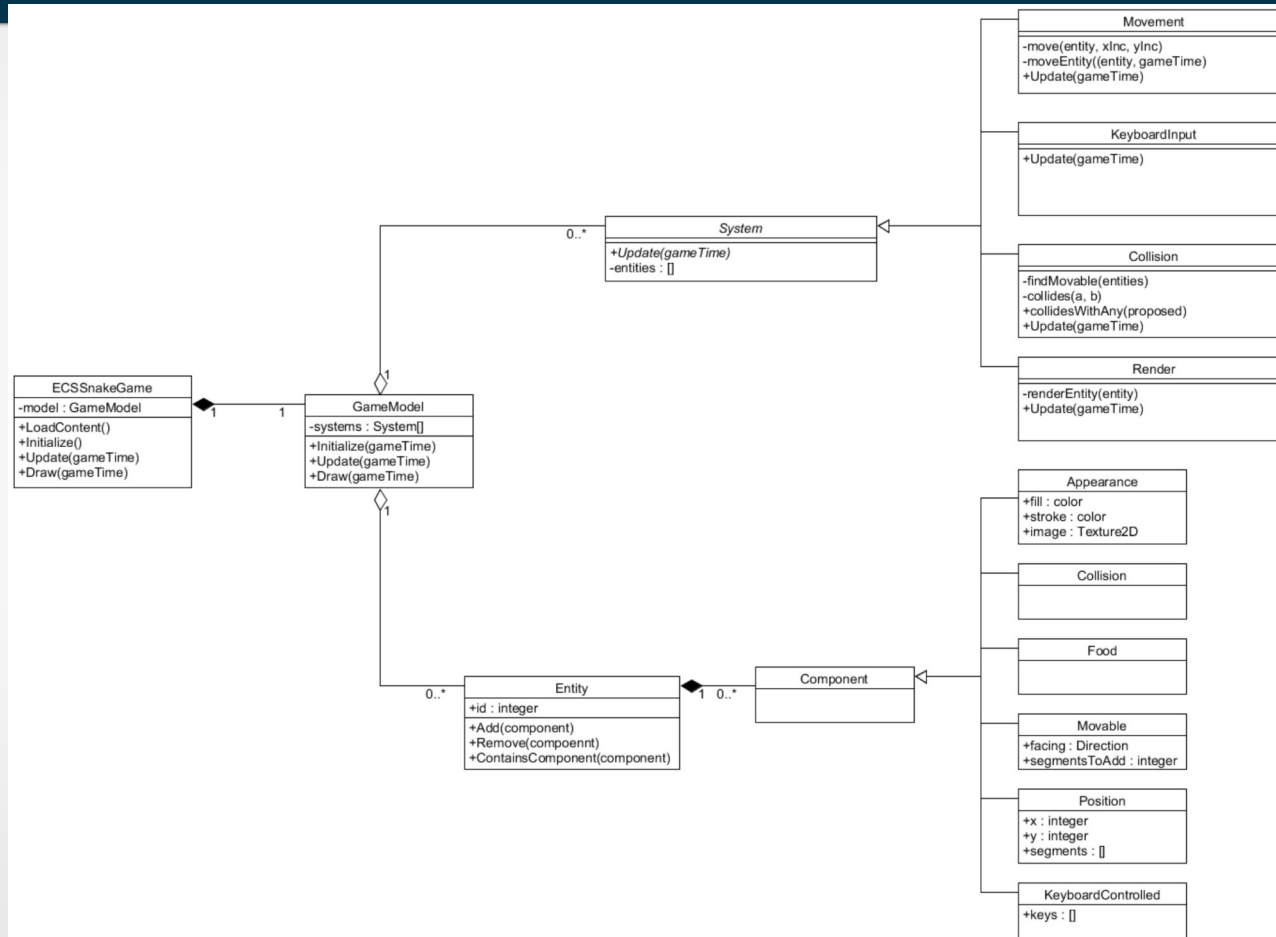 Movement
-move(entity, xInc, yInc)
-moveEntity((entity, gameTime)
+Update(gameTime)
KeyboardInput
+Update(gameTime)
System
+Update(gameTime)
-entities : []
0..*
Collision
-findMovable(entities)
-collides(a, b)
+collidesWithAny(proposed)
+Update(gameTime)
Render
-renderEntity(entity)
+Update(gameTime)
ECSSnakeGame
-model : GameModel
+LoadContent()
+Initialize()
+Update(gameTime)
+Draw(gameTime)
1
1
1
GameModel
-systems : System[]
+Initialize(gameTime)
+Update(gameTime)
+Draw(gameTime)
1
Appearance
+fill : color
+stroke : color
+image : Texture2D
Collision
Food
0..*
Entity
+id : integer
+Add(component)
+Remove(compoennt)
+ContainsComponent(component)
1
0..*
Component
Movable
+facing : Direction
+segmentsToAdd : integer
Position
+x : integer
+y : integer
+segments : []
KeyboardControlled
+keys : []